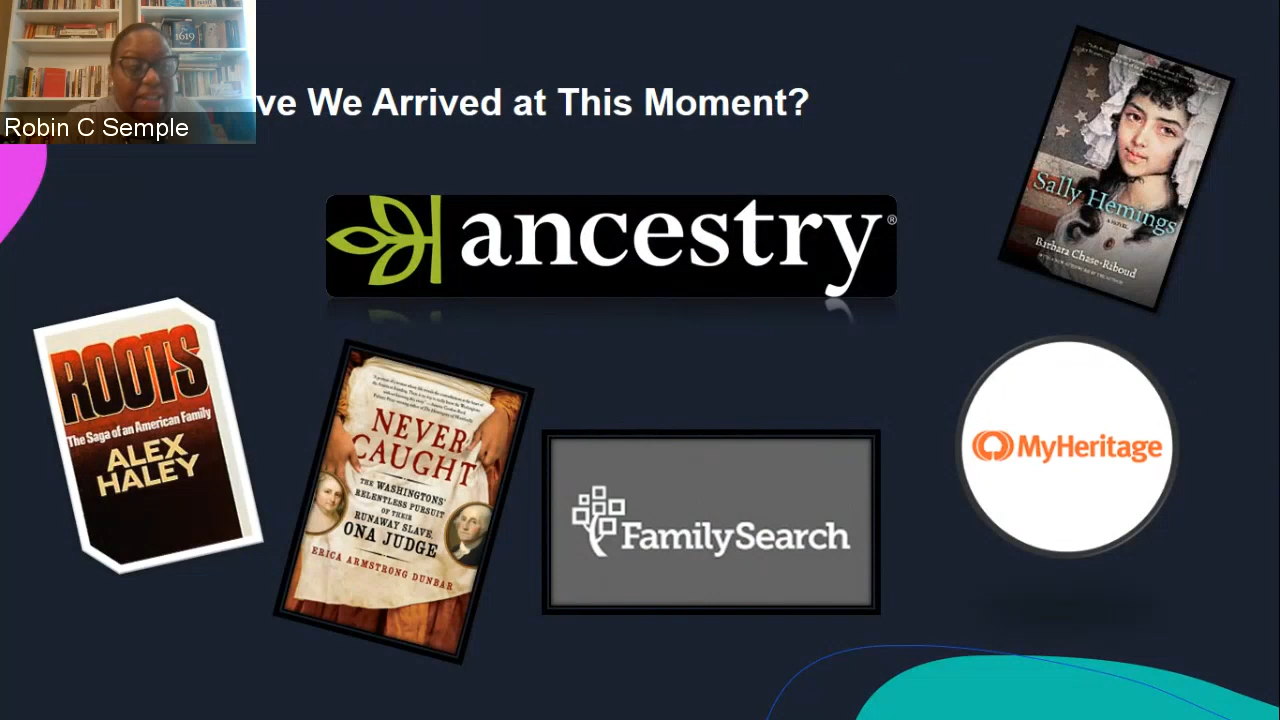 1619
Robin C Semple
ve We Arrived at This Moment?
ancestry®
Sally Hemings
A NOVEL
Barbara Chase-Riboud
ROOTS
The Saga of an American Family
ALEX
HALEY
NEVER
CAUGHT
THE WASHINGTONS'
RELENTLESS PURSUIT
OF THEIR
RUNAWAY SLAVE,
ONA JUDGE
ERICA ARMSTRONG DUNBAR
FamilySearch
MyHeritage